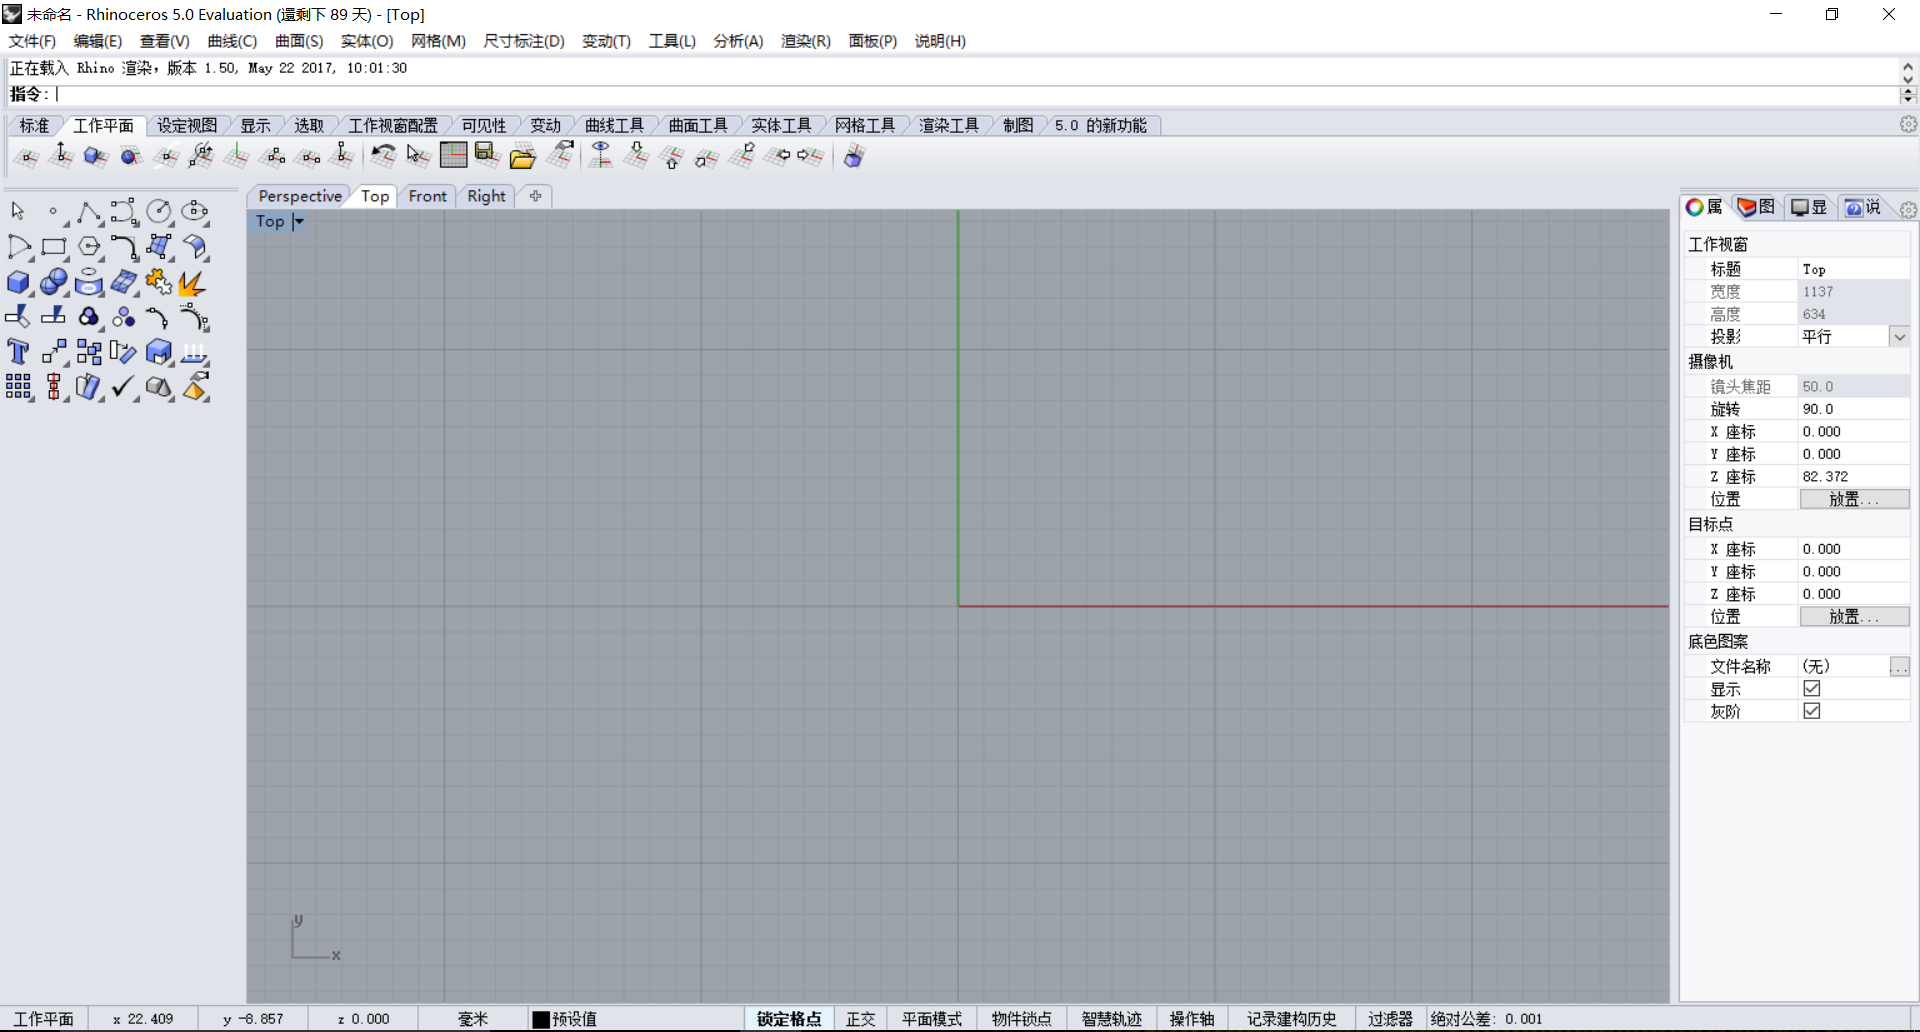 未命名 - Rhinoceros 5.0 Evaluation (還剩下 89 天) - [Top]
文件(F) 编辑(E) 查看(V) 曲线(C) 曲面(S) 实体(O) 网格(M) 尺寸标注(D) 变动(T) 工具(L) 分析(A) 渲染(R) 面板(P) 说明(H)
正在载入 Rhino 渲染，版本 1.50, May 22 2017, 10:01:30
指令:
标准 工作平面 设定视图 显示 选取 工作视窗配置 可见性 变动 曲线工具 曲面工具 实体工具 网格工具 渲染工具 制图 5.0 的新功能
Perspective Top Front Right
Top
属 图 显 说
工作视窗
标题 Top
宽度 1137
高度 634
投影 平行
摄像机
镜头焦距 50.0
旋转 90.0
X 座标 0.000
Y 座标 0.000
Z 座标 82.372
位置 放置...
目标点
X 座标 0.000
Y 座标 0.000
Z 座标 0.000
位置 放置...
底色图案
文件名称 (无) ...
显示
灰阶
y
x
工作平面 x 22.409 y -8.857 z 0.000 毫米 预设值 锁定格点 正交 平面模式 物件锁点 智慧轨迹 操作轴 记录建构历史 过滤器 绝对公差: 0.001